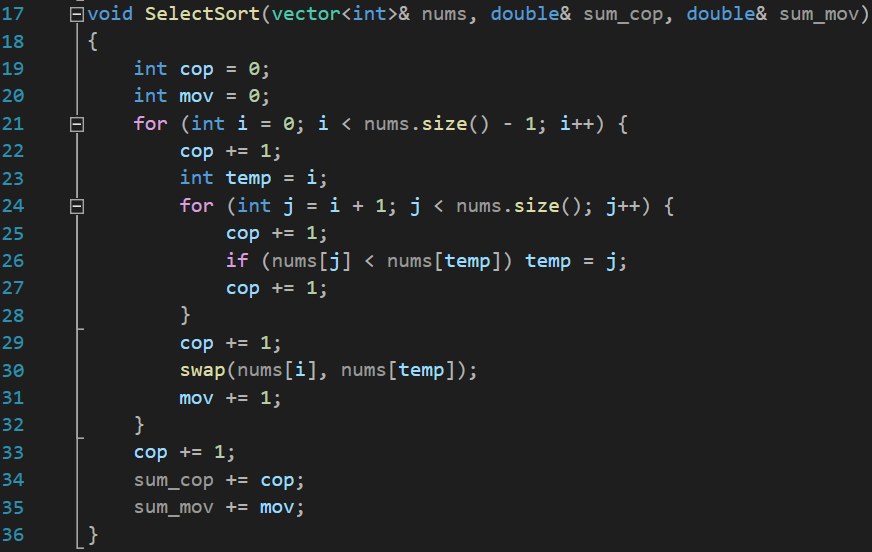 17 void SelectSort(vector<int>& nums, double& sum_cop, double& sum_mov)
18 {
19     int cop = 0;
20     int mov = 0;
21     for (int i = 0; i < nums.size() - 1; i++) {
22         cop += 1;
23         int temp = i;
24         for (int j = i + 1; j < nums.size(); j++) {
25             cop += 1;
26             if (nums[j] < nums[temp]) temp = j;
27             cop += 1;
28         }
29         cop += 1;
30         swap(nums[i], nums[temp]);
31         mov += 1;
32     }
33     cop += 1;
34     sum_cop += cop;
35     sum_mov += mov;
36 }